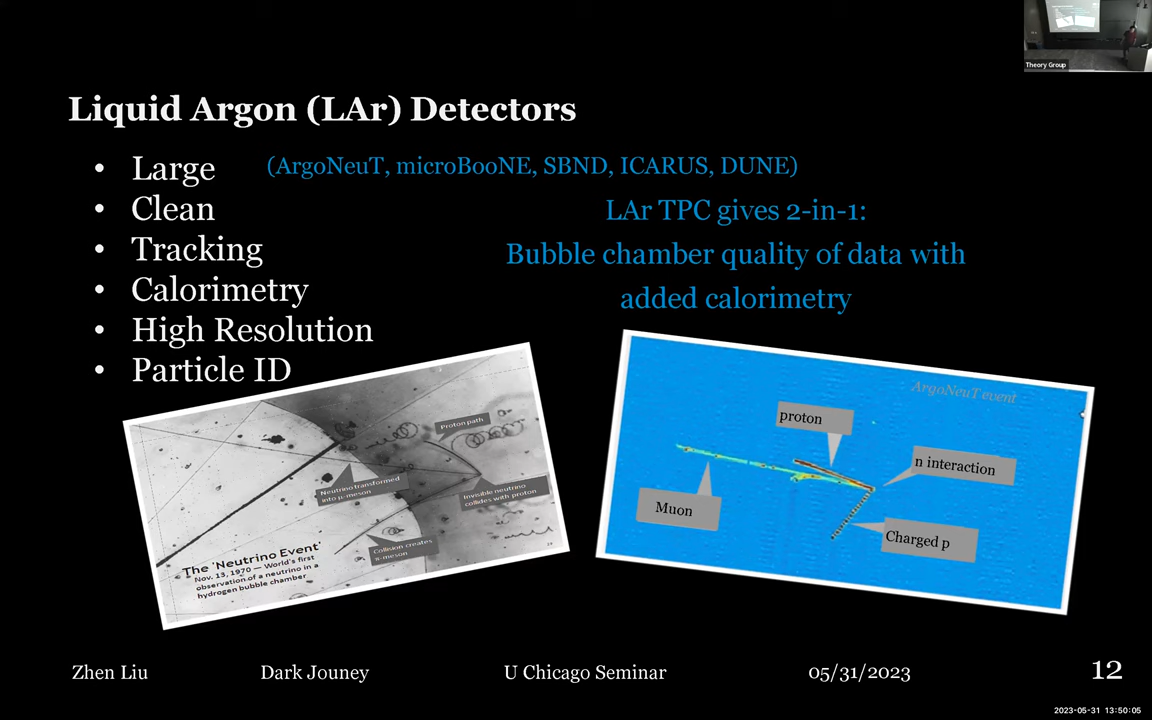 Theory Group
Liquid Argon (LAr) Detectors
• Large (ArgoNeuT, microBooNE, SBND, ICARUS, DUNE)
• Clean
• Tracking
• Calorimetry
• High Resolution
• Particle ID
LAr TPC gives 2-in-1:
Bubble chamber quality of data with
added calorimetry
Proton path
Neutrino transformed
into μ-meson
Invisible neutrino
collides with proton
Collision creates
π-meson
The 'Neutrino Event'
Nov. 13, 1970 — World's first
observation of a neutrino in a
hydrogen bubble chamber
ArgoNeuT event
proton
n interaction
Muon
Charged p
Zhen Liu Dark Jouney U Chicago Seminar 05/31/2023 12
2023-05-31 13:50:05